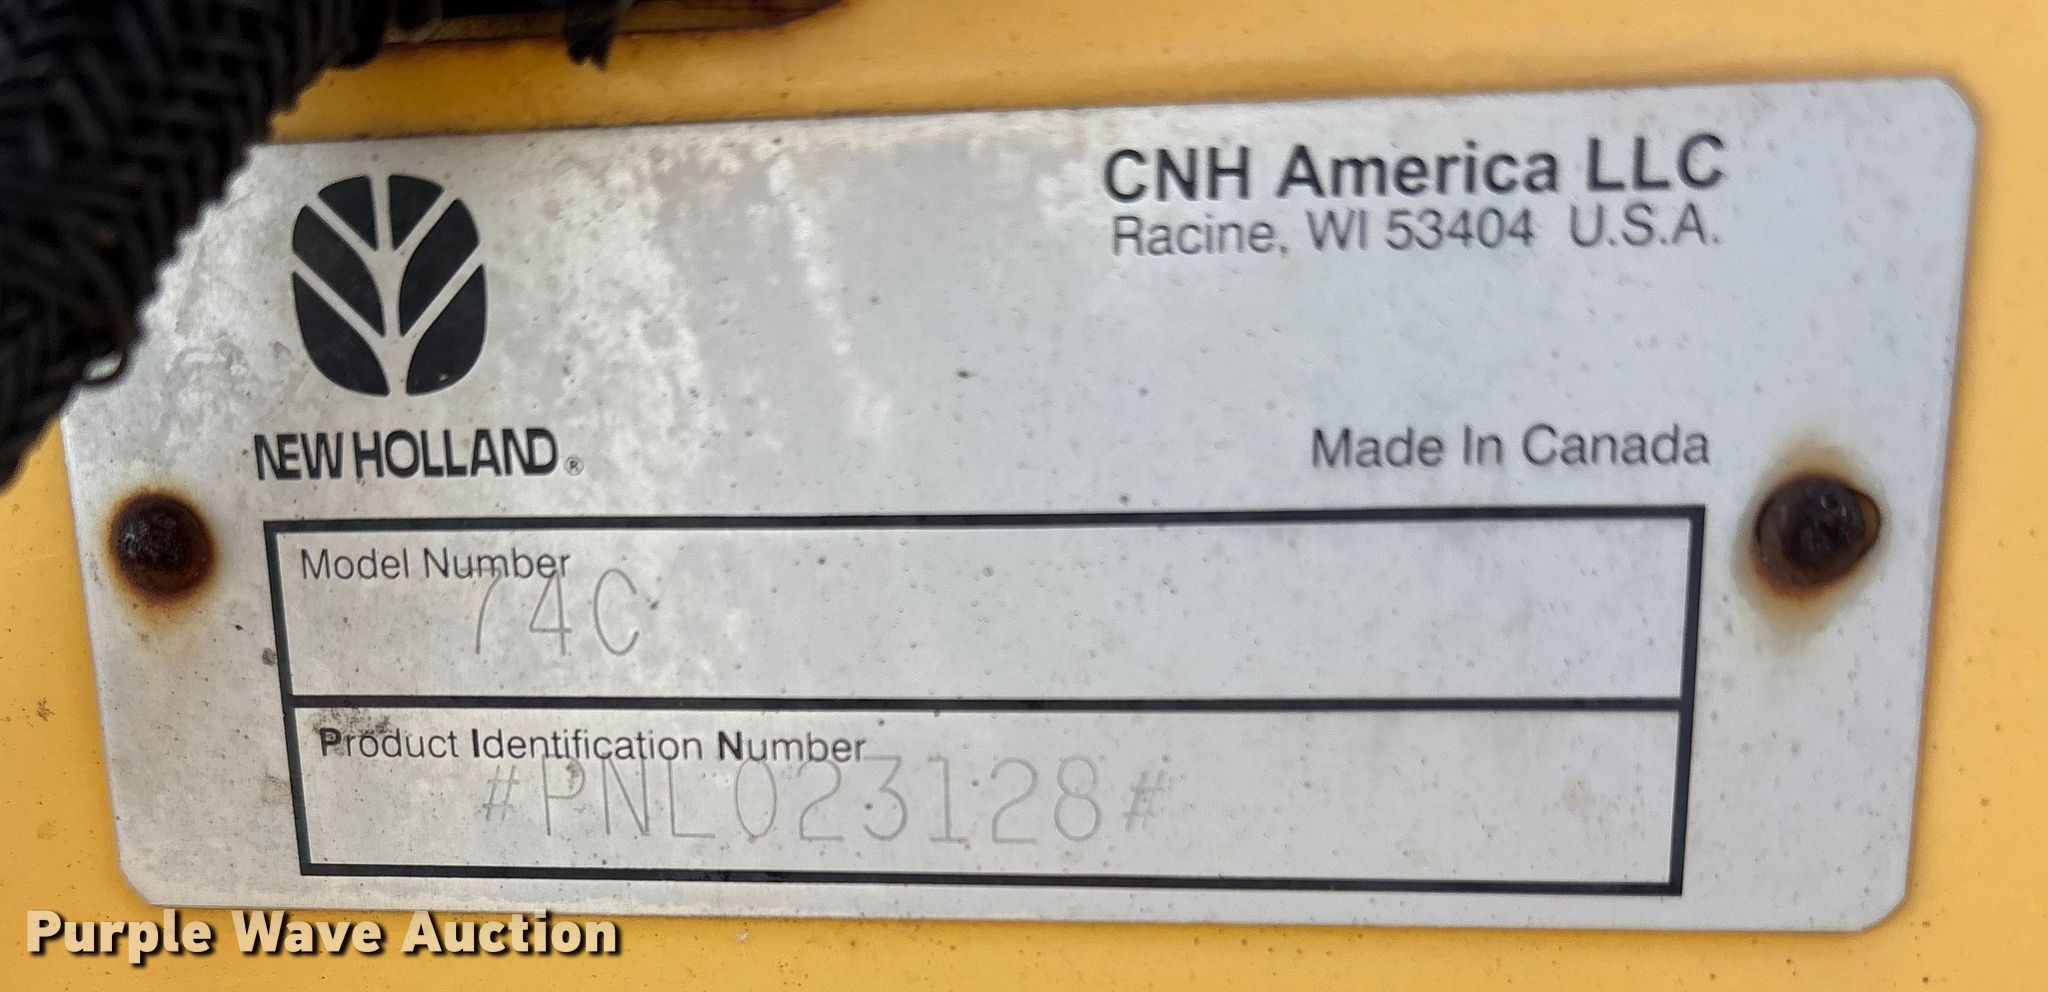 CNH America LLC
Racine, WI 53404 U.S.A.
NEW HOLLAND®
Made In Canada
Model Number
74C
Product Identification Number
#PNL023128#
Purple Wave Auction